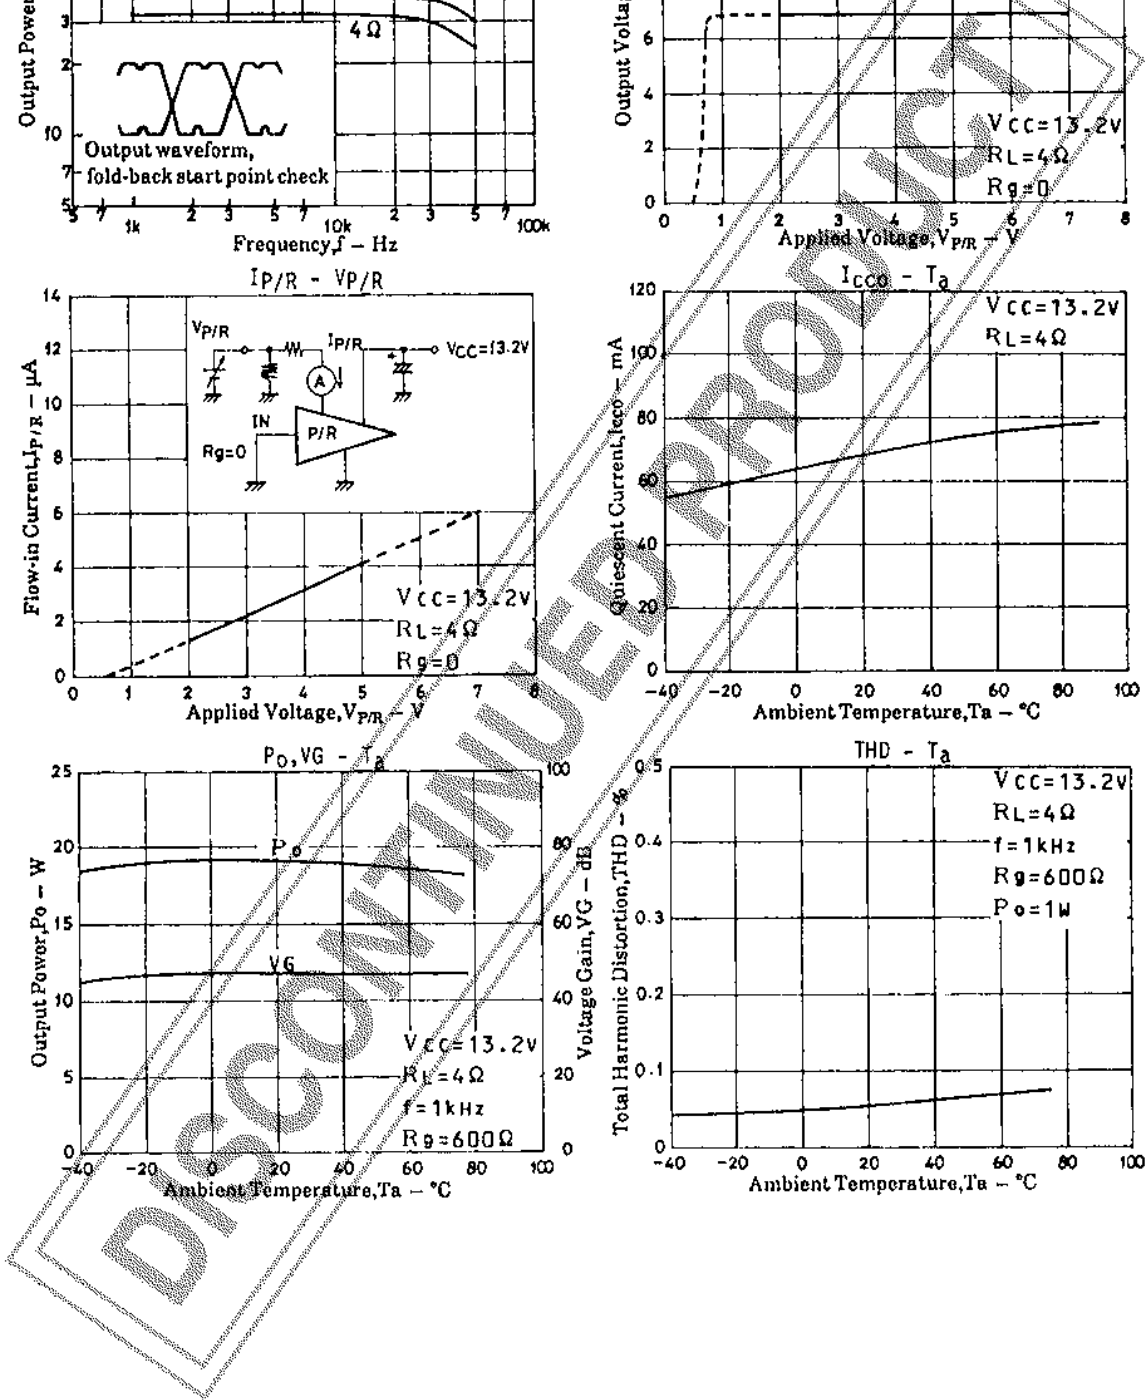 Output Power
3
2
10
7
5
4Ω
Output waveform,
fold-back start point check
5 7 1k 2 3 5 7 10k 2 3 5 7 100k
Frequency,f – Hz
6
4
2
0
VCC=13.2V
RL=4Ω
Rg=0
0 1 2 3 4 5 6 7 8
Applied Voltage,VP/R – V
IP/R - VP/R
14
12
10
8
6
4
2
0
Flow-in Current,IP/R – μA
VP/R
IP/R
VCC=13.2V
A
IN
P/R
Rg=0
VCC=13.2V
RL=4Ω
Rg=0
0 1 2 3 4 5 6 7 8
Applied Voltage,VP/R – V
ICCO - Ta
120
100
80
60
40
20
0
Quiescent Current,Icco – mA
VCC=13.2V
RL=4Ω
-40 -20 0 20 40 60 80 100
Ambient Temperature,Ta – °C
PO,VG - Ta
25
20
15
10
5
0
Output Power,Po – W
Po
VG
100
80
60
40
20
0
Voltage Gain,VG – dB
VCC=13.2V
RL=4Ω
f=1kHz
Rg=600Ω
-40 -20 0 20 40 60 80 100
Ambient Temperature,Ta – °C
THD - Ta
0.5
0.4
0.3
0.2
0.1
0
Total Harmonic Distortion,THD – %
VCC=13.2V
RL=4Ω
f=1kHz
Rg=600Ω
Po=1W
-40 -20 0 20 40 60 80 100
Ambient Temperature,Ta – °C
DISCONTINUED PRODUCT